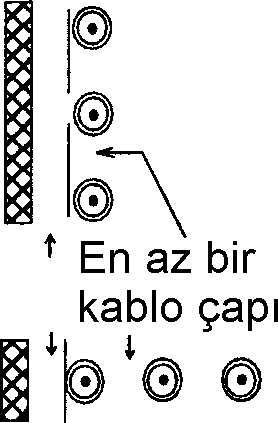 En az bir
kablo çapı